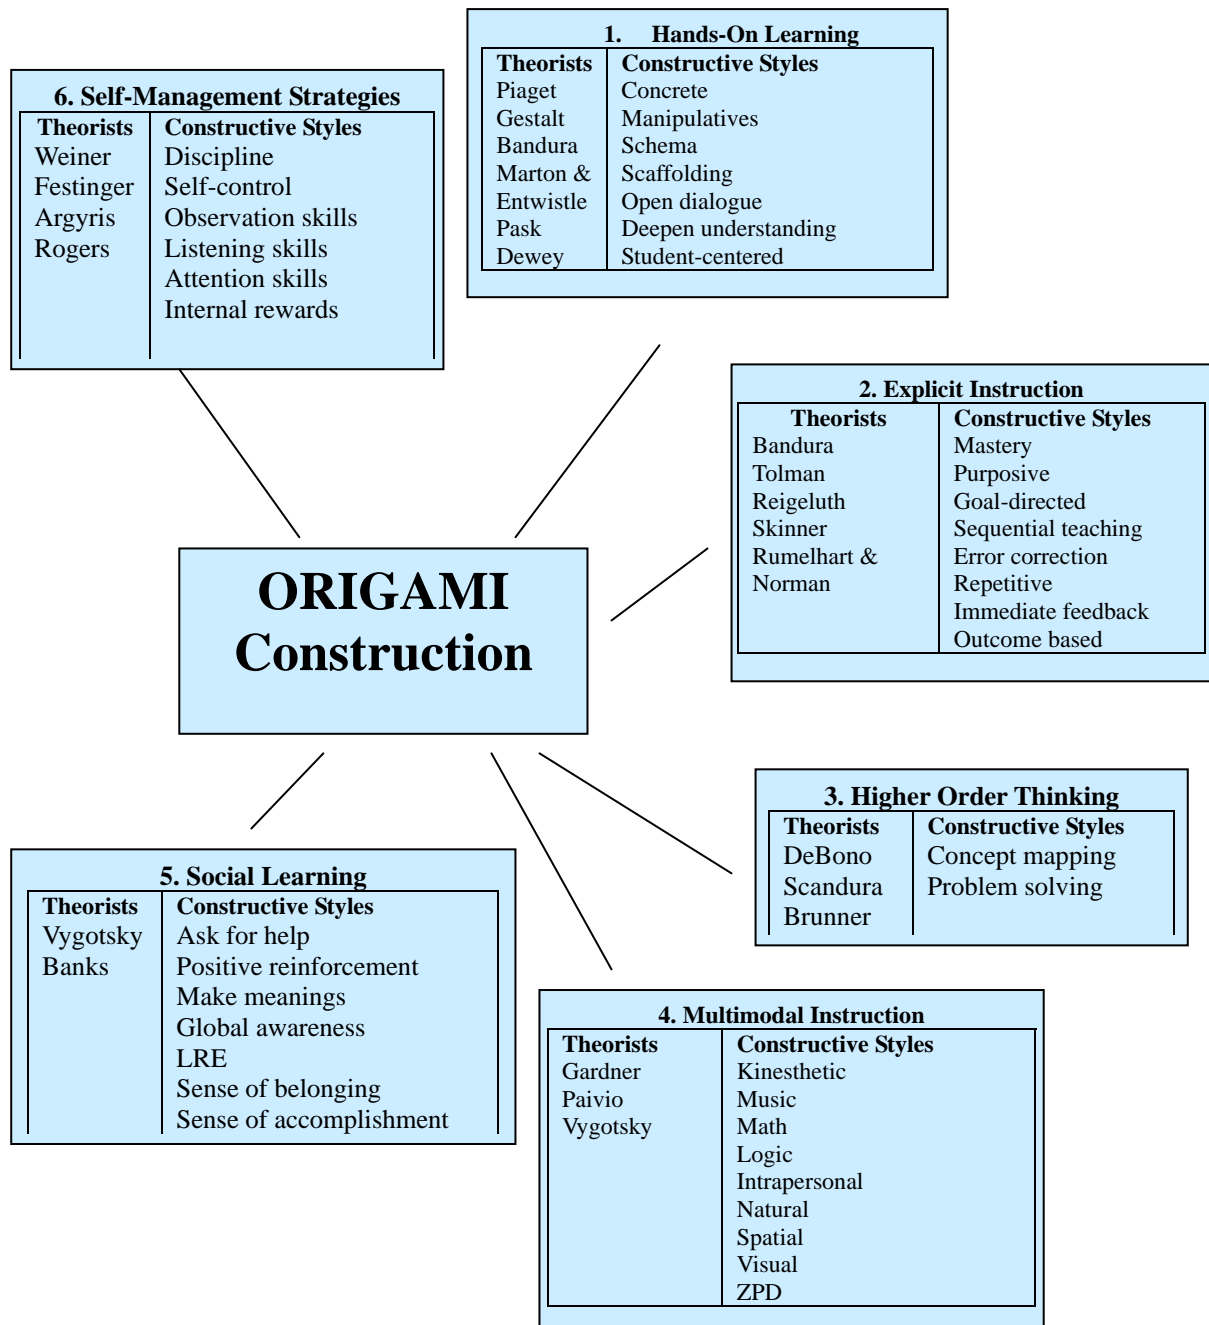 1. Hands-On Learning
Theorists Constructive Styles
Piaget Concrete
Gestalt Manipulatives
Bandura Schema
Marton & Scaffolding
Entwistle Open dialogue
Pask Deepen understanding
Dewey Student-centered
6. Self-Management Strategies
Theorists Constructive Styles
Weiner Discipline
Festinger Self-control
Argyris Observation skills
Rogers Listening skills
Attention skills
Internal rewards
2. Explicit Instruction
Theorists Constructive Styles
Bandura Mastery
Tolman Purposive
Reigeluth Goal-directed
Skinner Sequential teaching
Rumelhart & Error correction
Norman Repetitive
Immediate feedback
Outcome based
ORIGAMI
Construction
3. Higher Order Thinking
Theorists Constructive Styles
DeBono Concept mapping
Scandura Problem solving
Brunner
5. Social Learning
Theorists Constructive Styles
Vygotsky Ask for help
Banks Positive reinforcement
Make meanings
Global awareness
LRE
Sense of belonging
Sense of accomplishment
4. Multimodal Instruction
Theorists Constructive Styles
Gardner Kinesthetic
Paivio Music
Vygotsky Math
Logic
Intrapersonal
Natural
Spatial
Visual
ZPD